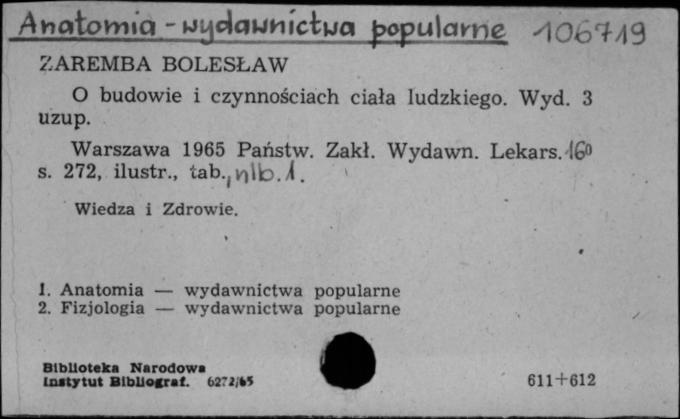 Anatomia - wydawnictwa popularne 106719
ZAREMBA BOLESŁAW
O budowie i czynnościach ciała ludzkiego. Wyd. 3
uzup.
Warszawa 1965 Państw. Zakł. Wydawn. Lekars. 16⁰
s. 272, ilustr., tab., nlb. 1.
Wiedza i Zdrowie.
1. Anatomia — wydawnictwa popularne
2. Fizjologia — wydawnictwa popularne
Biblioteka Narodowa
Instytut Bibliograf. 6272/65
611+612